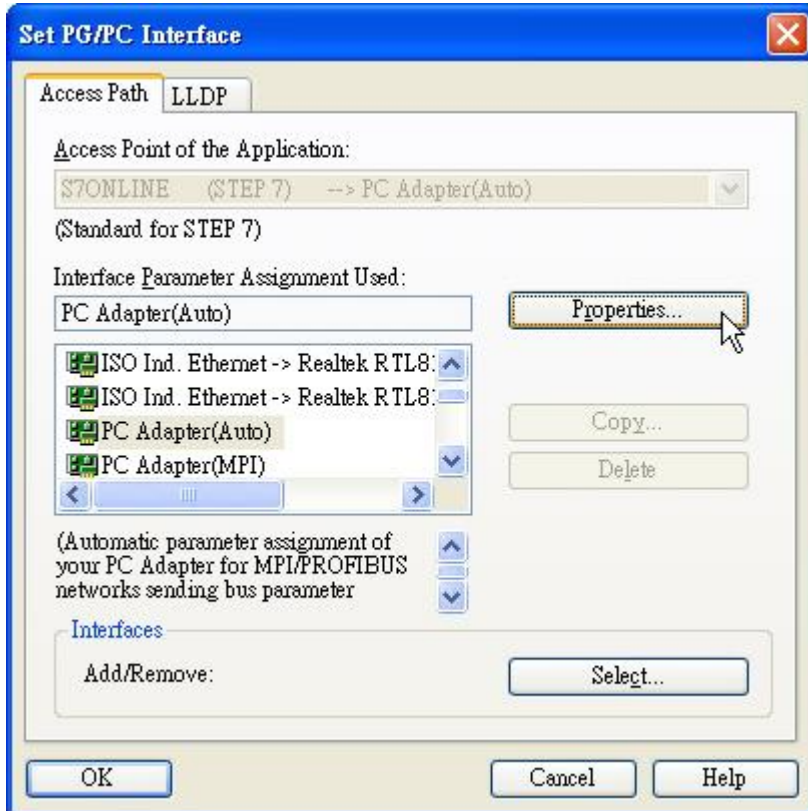 Set PG/PC Interface
Access Path
LLDP
Access Point of the Application:
S7ONLINE (STEP 7) --> PC Adapter(Auto)
(Standard for STEP 7)
Interface Parameter Assignment Used:
PC Adapter(Auto)
Properties...
ISO Ind. Ethernet -> Realtek RTL8
ISO Ind. Ethernet -> Realtek RTL8
PC Adapter(Auto)
PC Adapter(MPI)
Copy...
Delete
(Automatic parameter assignment of
your PC Adapter for MPI/PROFIBUS
networks sending bus parameter
Interfaces
Add/Remove:
Select...
OK
Cancel
Help